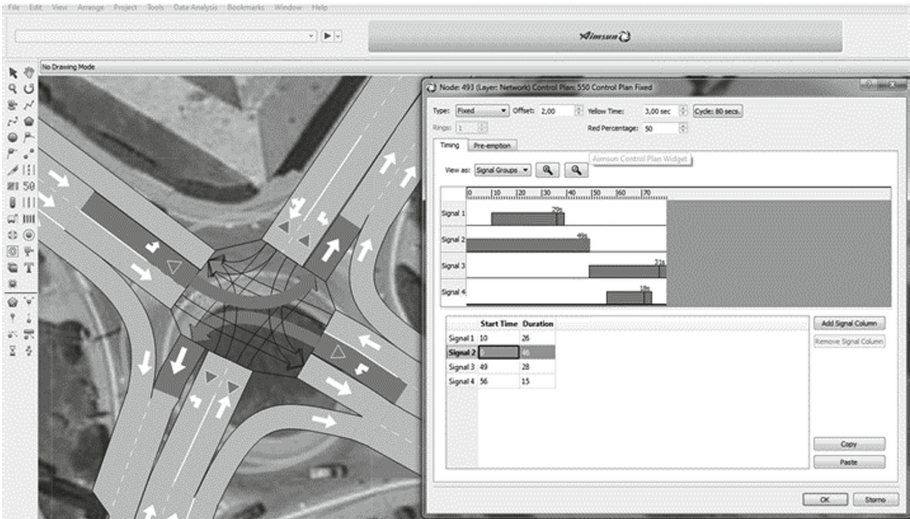 File Edit View Arrange Project Tools Data Analysis Bookmarks Window Help
Aimsun
No Drawing Mode
Node: 493 (Layer: Network) Control Plan: 550 Control Plan Fixed
Type: Fixed Offset: 2,00 Yellow Time: 3,00 sec Cycle: 80 secs.
Rings: 1 Red Percentage: 50
Timing Pre-emption
Aimsun Control Plan Widget
View as: Signal Groups
0 10 20 30 40 50 60 70
Signal 1 29s
Signal 2 49s
Signal 3 31s
Signal 4 18s
Start Time Duration
Signal 1 10 26
Signal 2 46
Signal 3 49 28
Signal 4 56 15
Add Signal Column
Remove Signal Column
Copy
Paste
OK Storno
50
T